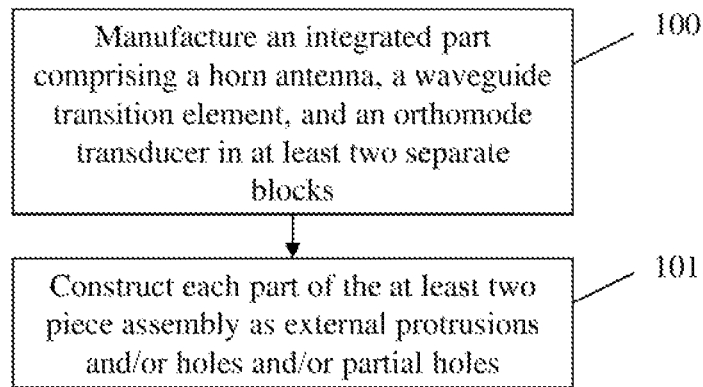 Manufacture an integrated part
100
comprising a horn antenna, a waveguide
transition element, and an orthomode
transducer in at least two separate
blocks
Construct each part of the at least two
101
piece assembly as external protrusions
and/or holes and/or partial holes